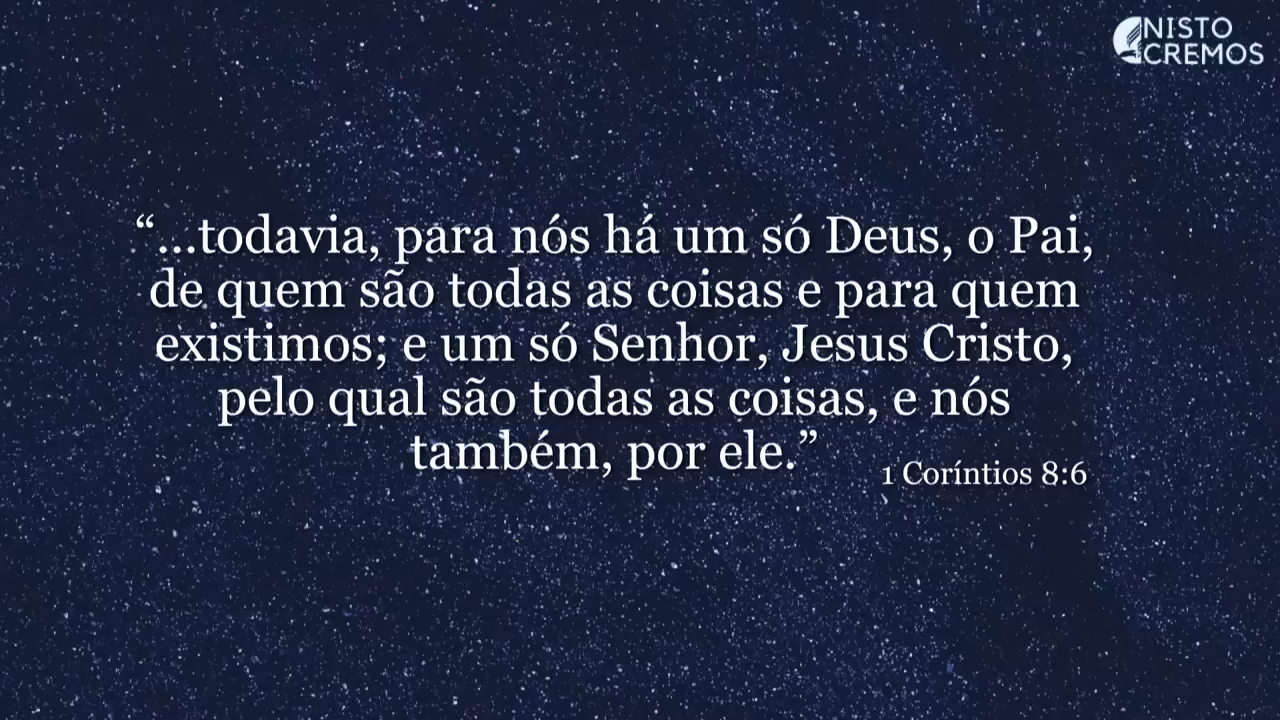 NISTO
CREMOS
“...todavia, para nós há um só Deus, o Pai,
de quem são todas as coisas e para quem
existimos; e um só Senhor, Jesus Cristo,
pelo qual são todas as coisas, e nós
também, por ele.”
1 Coríntios 8:6